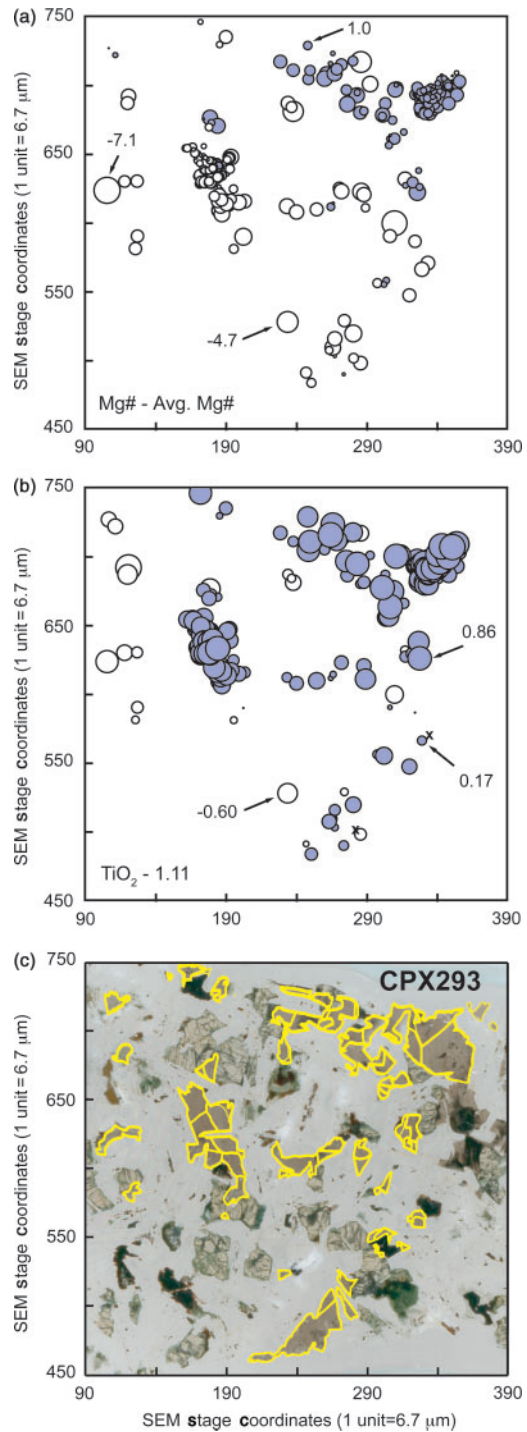 (a)
750
650
550
450
SEM stage coordinates (1 unit = 6.7 μm)
1.0
-7.1
-4.7
Mg# - Avg. Mg#
90 190 290 390
(b)
750
650
550
450
SEM stage coordinates (1 unit = 6.7 μm)
0.86
x
0.17
-0.60
x
TiO2 - 1.11
90 190 290 390
(c)
750
650
550
450
SEM stage coordinates (1 unit = 6.7 μm)
CPX293
90 190 290 390
SEM stage coordinates (1 unit=6.7 μm)